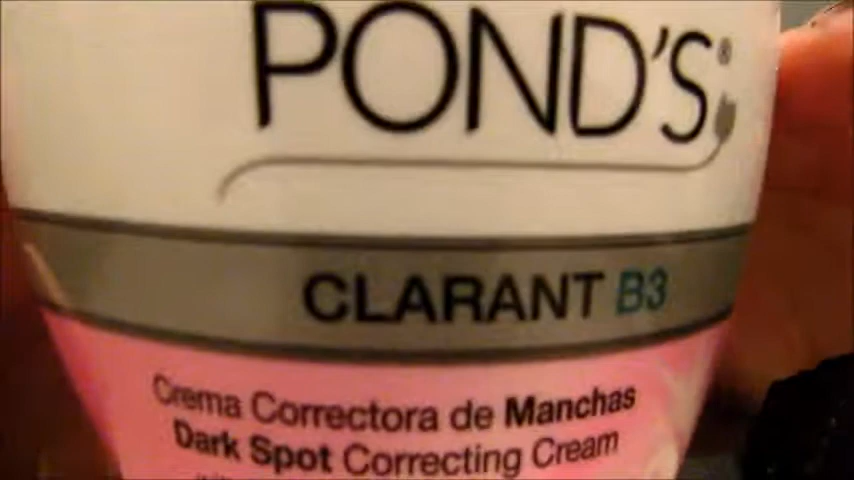 POND'S®
CLARANT B3
Crema Correctora de Manchas
Dark Spot Correcting Cream